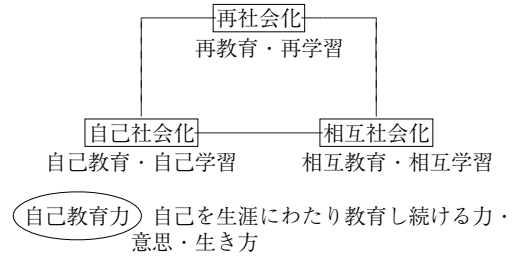 再社会化
再教育・再学習
自己社会化 相互社会化
自己教育・自己学習 相互教育・相互学習
自己教育力 自己を生涯にわたり教育し続ける力・
意思・生き方